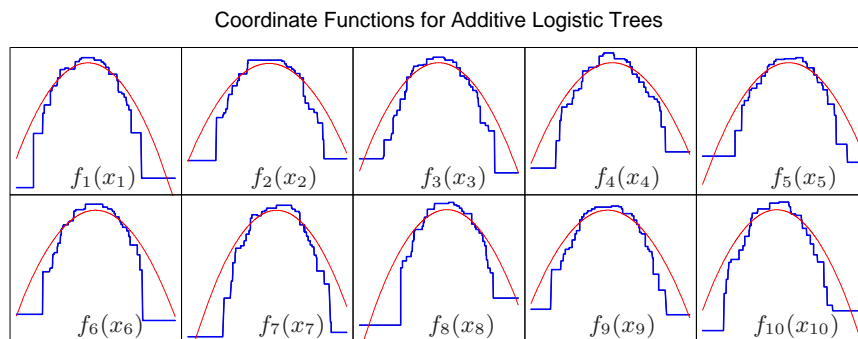 Coordinate Functions for Additive Logistic Trees
f₁(x₁) f₂(x₂) f₃(x₃) f₄(x₄) f₅(x₅)
f₆(x₆) f₇(x₇) f₈(x₈) f₉(x₉) f₁₀(x₁₀)